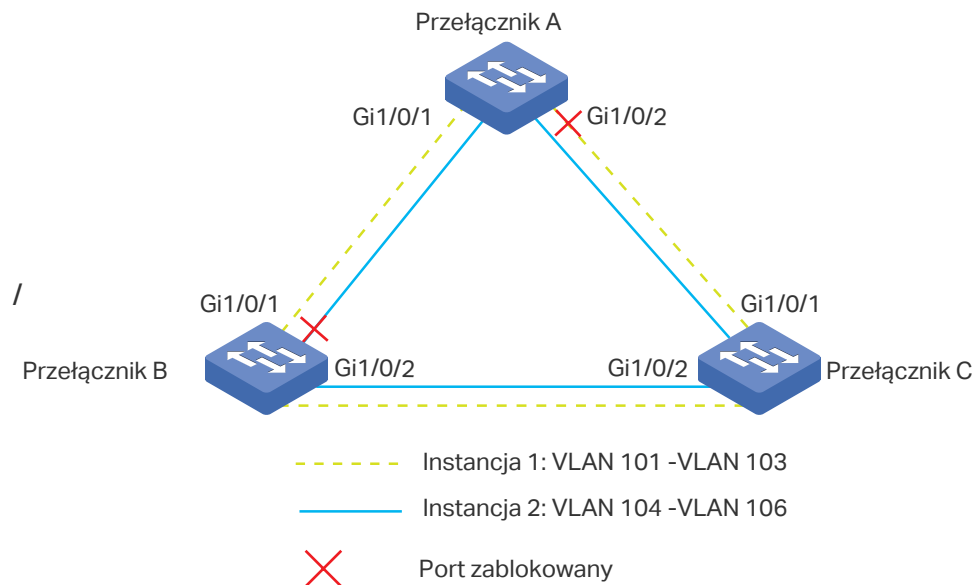 Przełącznik A
Gi1/0/1
Gi1/0/2
/
Gi1/0/1
Gi1/0/1
Przełącznik B
Gi1/0/2
Gi1/0/2
Przełącznik C
Instancja 1: VLAN 101 -VLAN 103
Instancja 2: VLAN 104 -VLAN 106
Port zablokowany